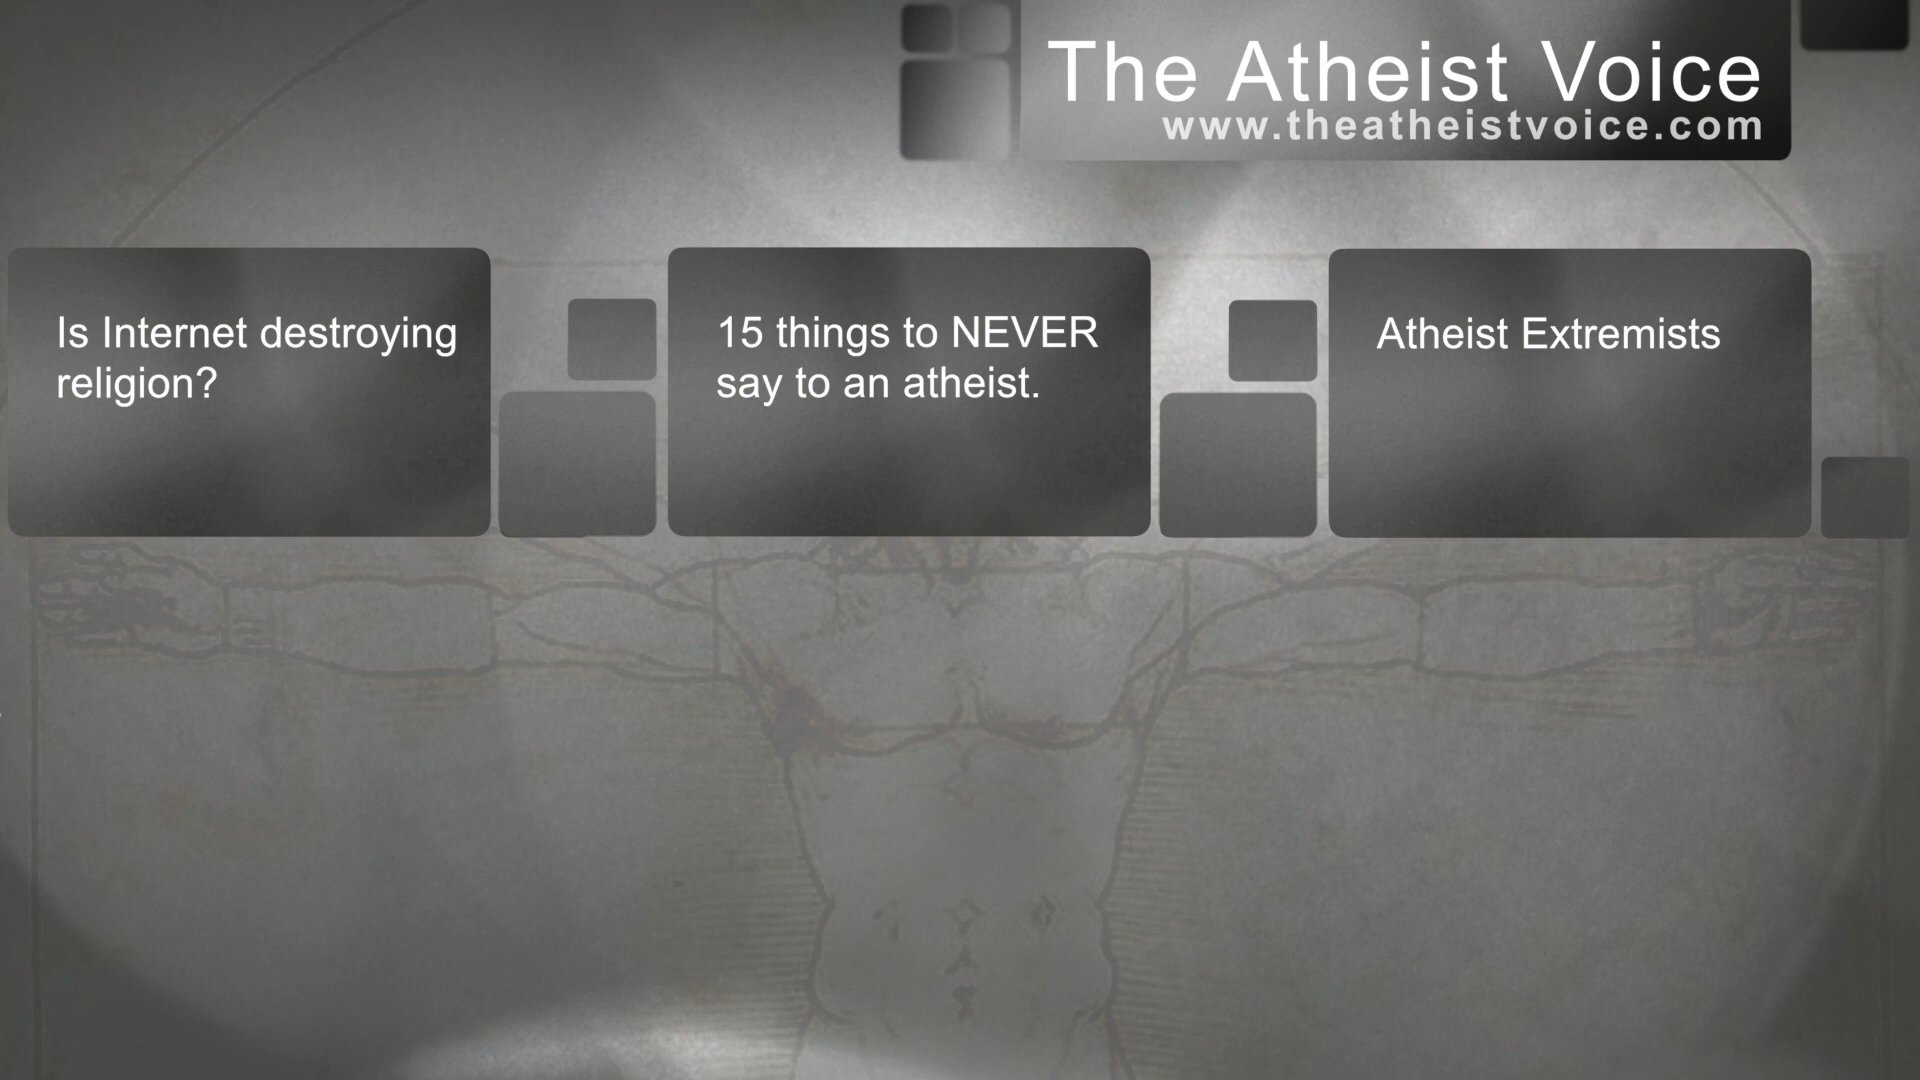 The Atheist Voice
www.theatheistvoice.com
Is Internet destroying
religion?
15 things to NEVER
say to an atheist.
Atheist Extremists